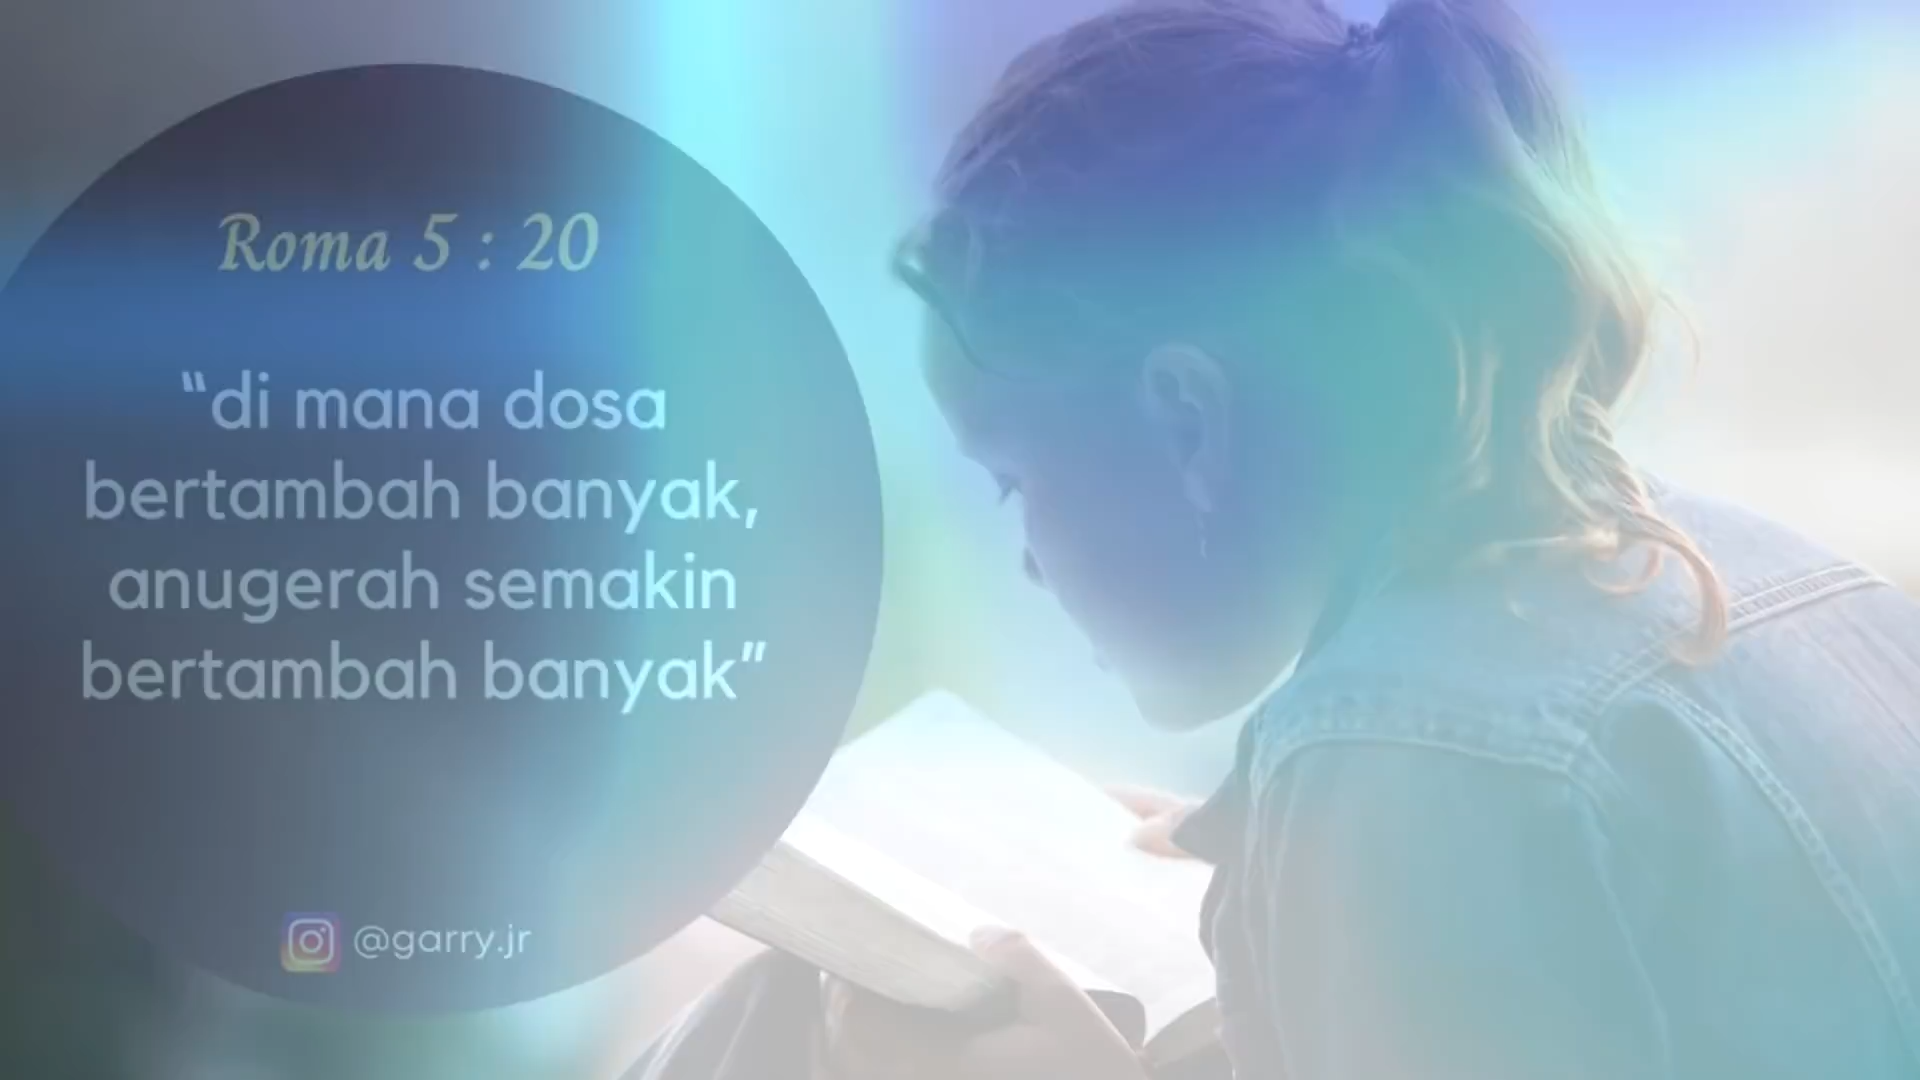 Roma 5 : 20
“di mana dosa
bertambah banyak,
anugerah semakin
bertambah banyak”
@garry.jr